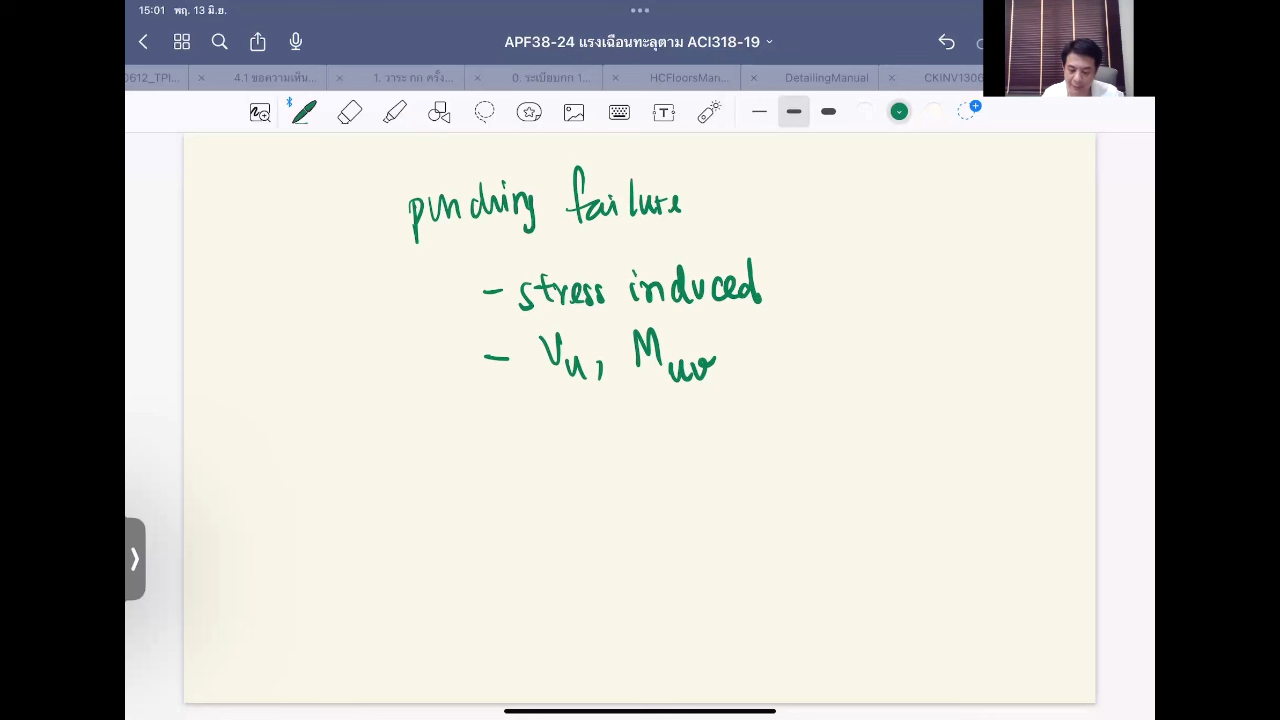 15:01 พฤ. 13 มิ.ย.
APF38-24 แรงเฉือนทะลุตาม ACI318-19
0612_TPI...
4.1 ขอความเห็น...
วาระ กก ครั้ง...
0. ระเบียบกก 1...
HCFloorsMan...
DetailingManual
CKINV1306
punching failure
- stress induced
- Vu, Muv